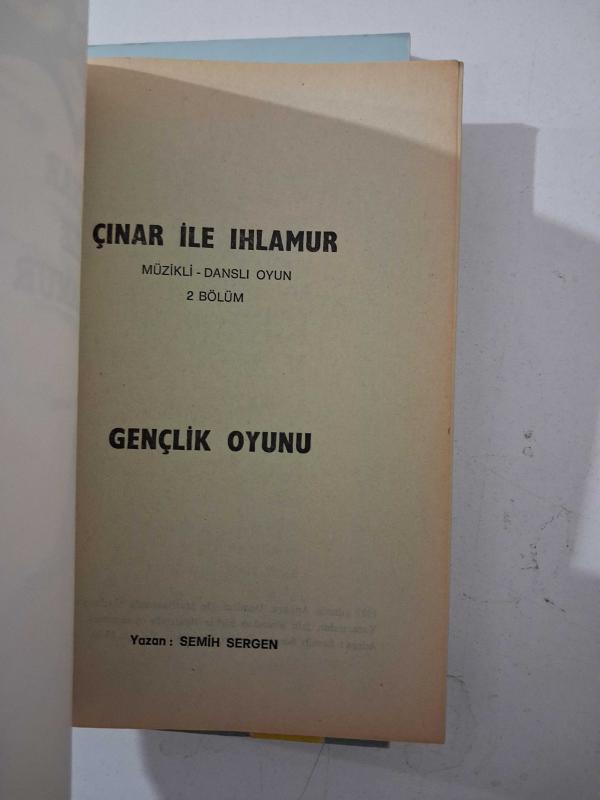 ÇINAR İLE IHLAMUR
MÜZİKLİ - DANSLI OYUN
2 BÖLÜM
GENÇLİK OYUNU
Yazan : SEMİH SERGEN